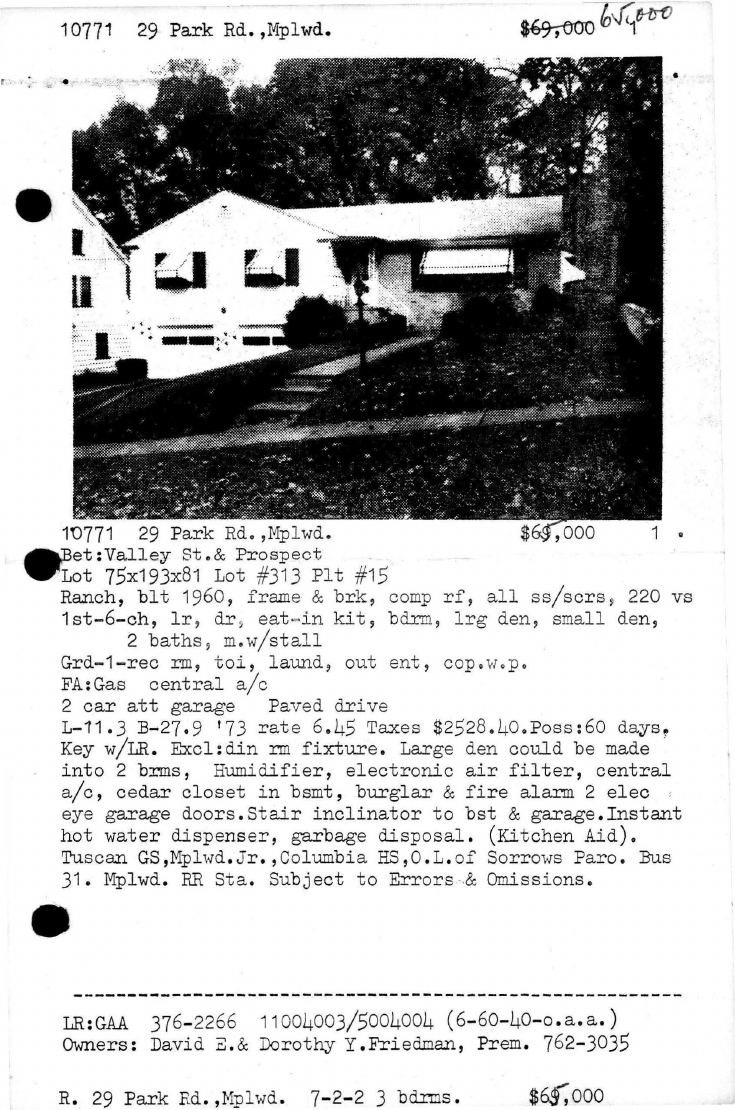 10771 29 Park Rd.,Mplwd. $69,000 65,000
10771 29 Park Rd.,Mplwd. $65,000 1
Bet:Valley St.& Prospect
Lot 75x193x81 Lot #313 Plt #15
Ranch, blt 1960, frame & brk, comp rf, all ss/scrs, 220 vs
1st-6-ch, lr, dr, eat-in kit, bdrm, lrg den, small den,
2 baths, m.w/stall
Grd-1-rec rm, toi, laund, out ent, cop.w.p.
FA:Gas central a/c
2 car att garage Paved drive
L-11.3 B-27.9 '73 rate 6.45 Taxes $2528.40.Poss:60 days.
Key w/LR. Excl:din rm fixture. Large den could be made
into 2 brms, Humidifier, electronic air filter, central
a/c, cedar closet in bsmt, burglar & fire alarm 2 elec
eye garage doors.Stair inclinator to bst & garage.Instant
hot water dispenser, garbage disposal. (Kitchen Aid).
Tuscan GS,Mplwd.Jr.,Columbia HS,O.L.of Sorrows Paro. Bus
31. Mplwd. RR Sta. Subject to Errors & Omissions.
LR:GAA 376-2266 11004003/5004004 (6-60-40-o.a.a.)
Owners: David E.& Dorothy Y.Friedman, Prem. 762-3035
R. 29 Park Rd.,Mplwd. 7-2-2 3 bdrms. $65,000